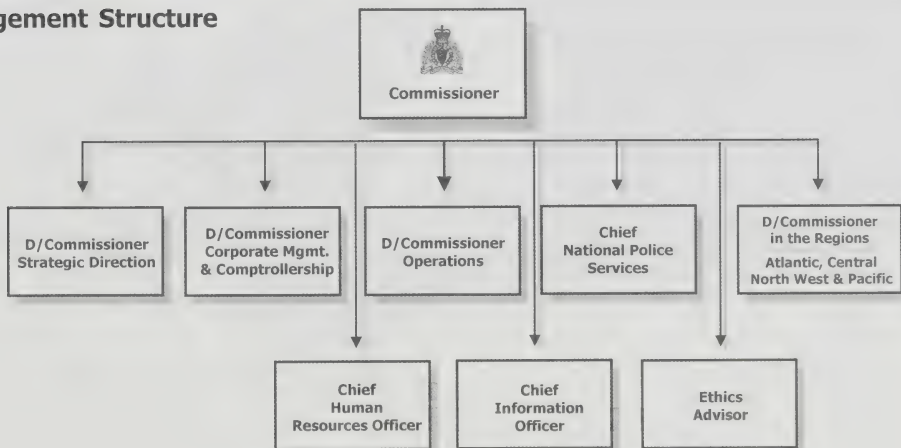 gement Structure
Commissioner
D/Commissioner
Strategic Direction
D/Commissioner
Corporate Mgmt.
& Comptrollership
D/Commissioner
Operations
Chief
National Police
Services
D/Commissioner
in the Regions
Atlantic, Central
North West & Pacific
Chief
Human
Resources Officer
Chief
Information
Officer
Ethics
Advisor